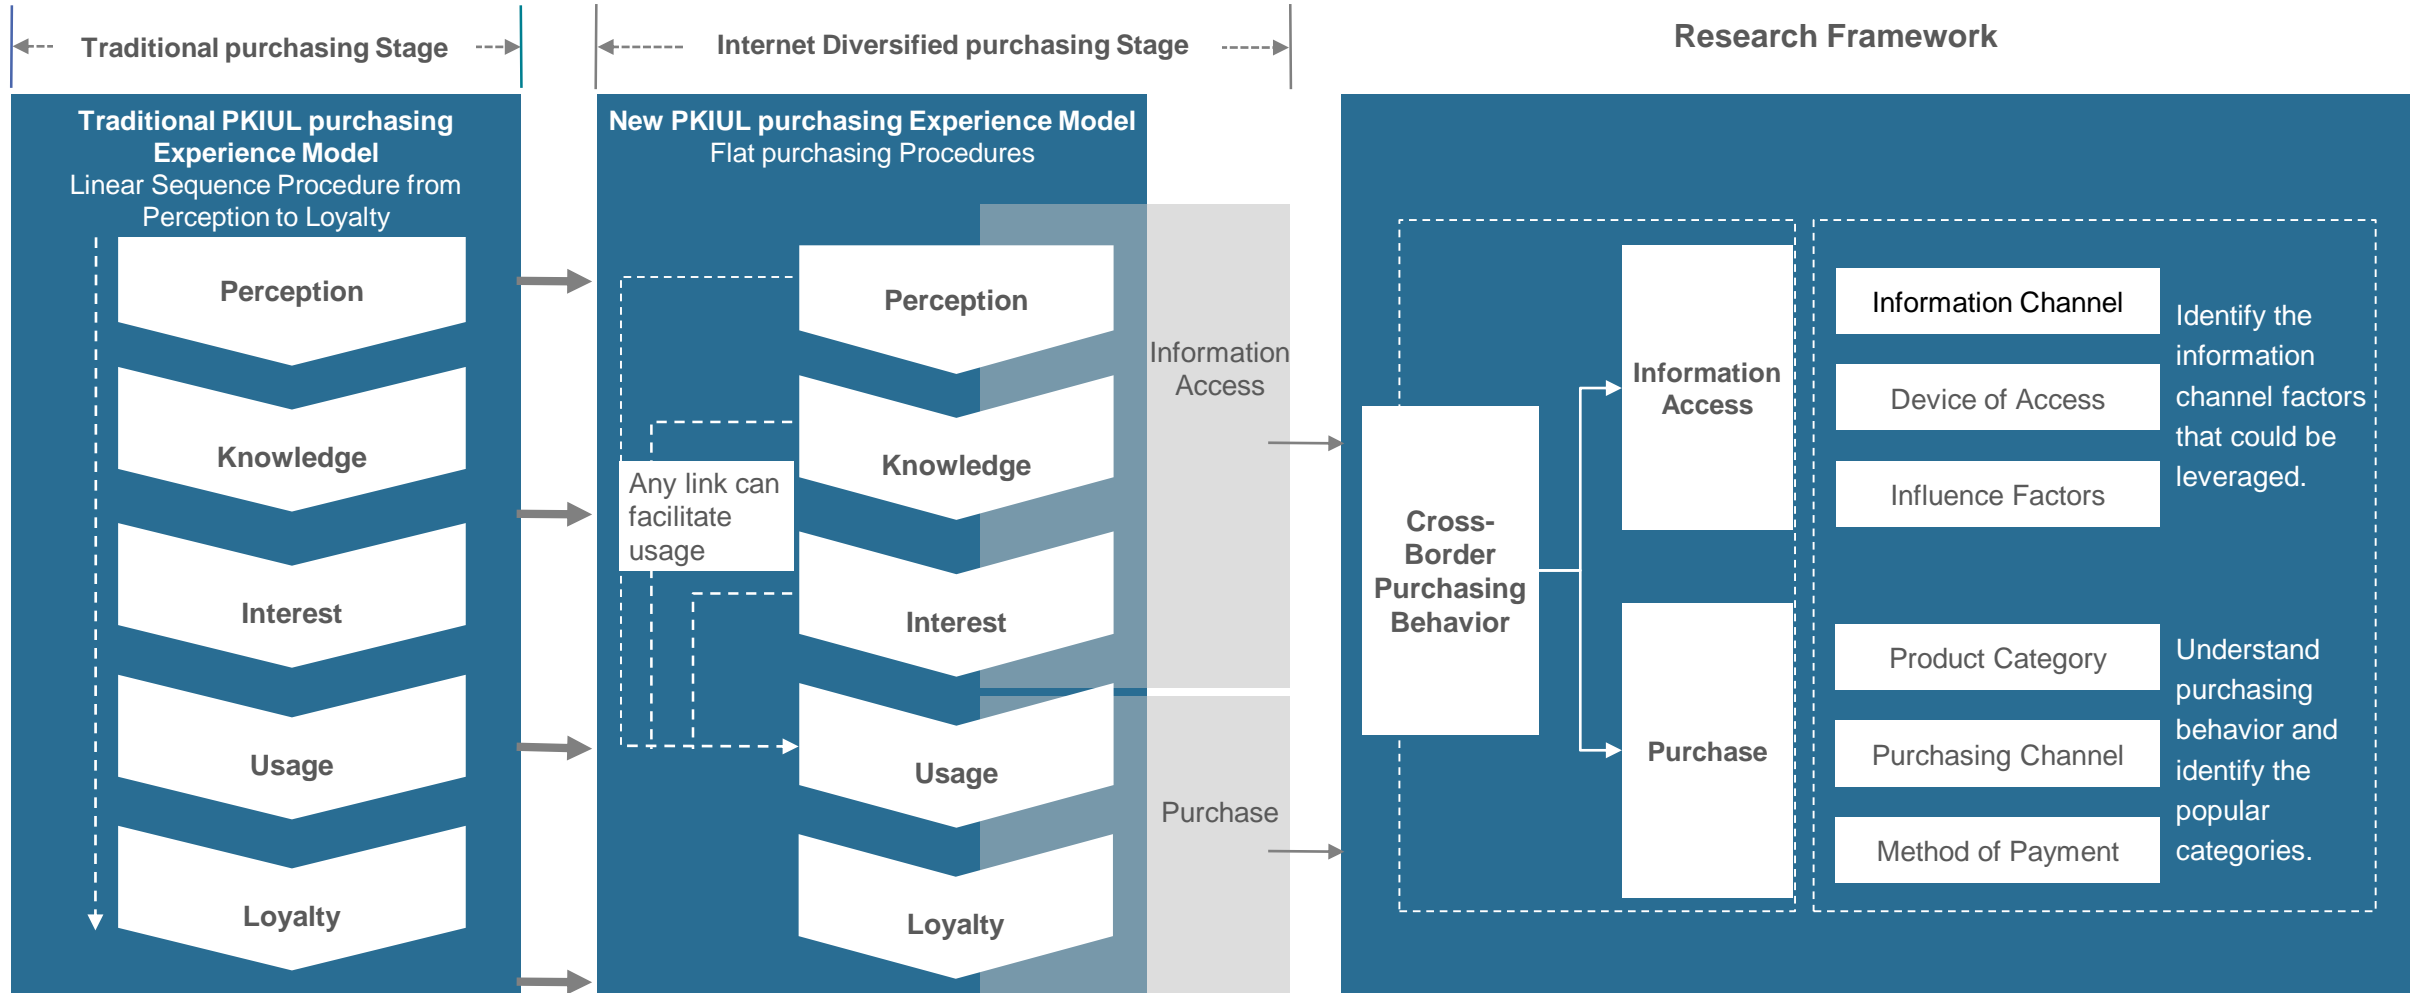 Traditional purchasing Stage
Internet Diversified purchasing Stage
Research Framework
Traditional PKIUL purchasing
Experience Model
Linear Sequence Procedure from
Perception to Loyalty
Perception
Knowledge
Interest
Usage
Loyalty
New PKIUL purchasing Experience Model
Flat purchasing Procedures
Perception
Knowledge
Any link can
facilitate
usage
Interest
Usage
Loyalty
Information
Access
Purchase
Cross-
Border
Purchasing
Behavior
Information
Access
Purchase
Information Channel
Device of Access
Influence Factors
Identify the
information
channel factors
that could be
leveraged.
Product Category
Purchasing Channel
Method of Payment
Understand
purchasing
behavior and
identify the
popular
categories.